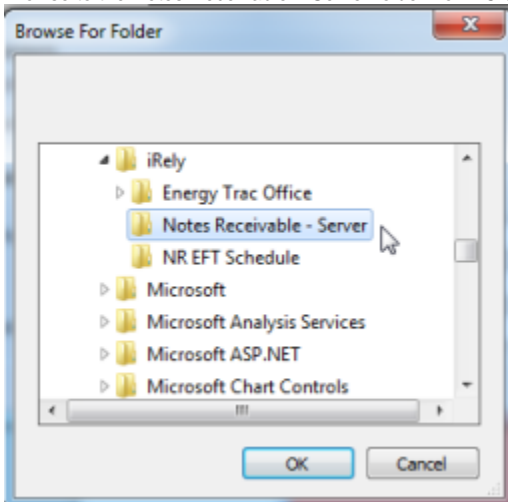 Browse For Folder
iRely
Energy Trac Office
Notes Receivable - Server
NR EFT Schedule
Microsoft
Microsoft Analysis Services
Microsoft ASP.NET
Microsoft Chart Controls
OK
Cancel